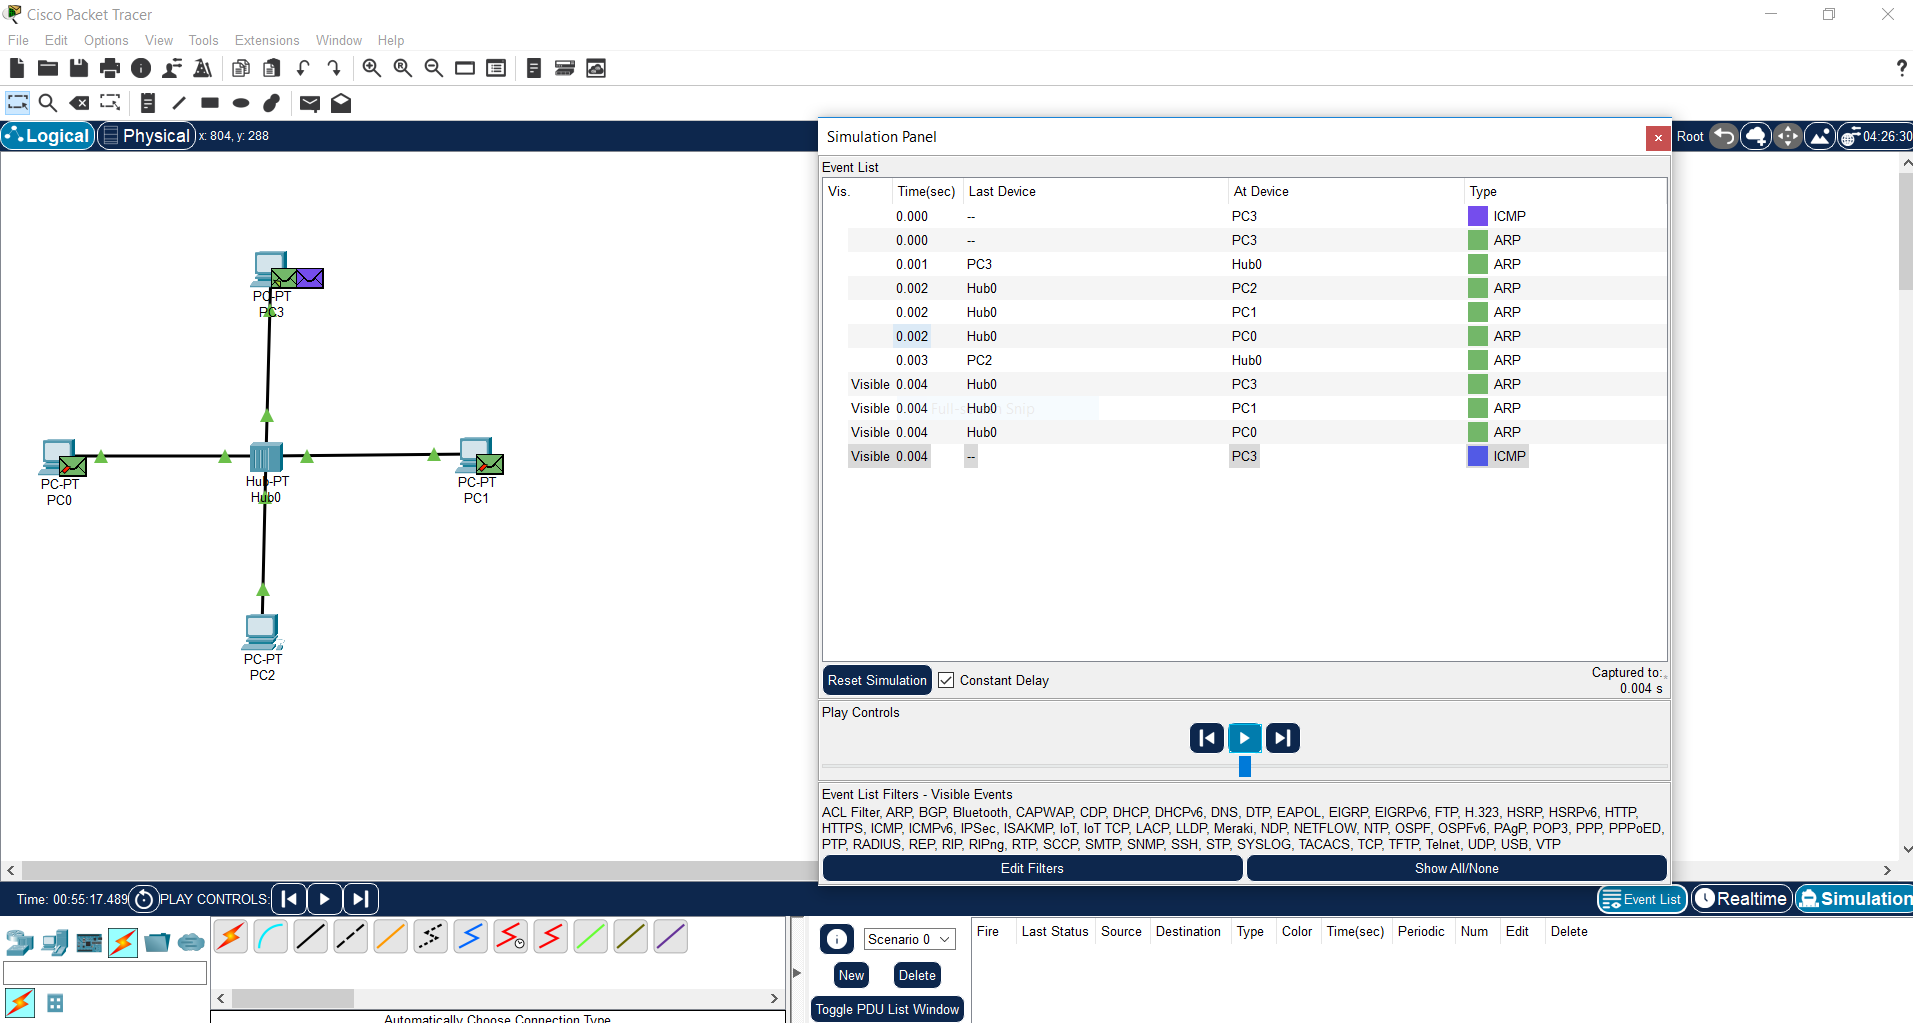 Cisco Packet Tracer
File Edit Options View Tools Extensions Window Help
?
Logical Physical x: 804, y: 288
Root 04:26:30
PC-PT
PC3
PC-PT
PC0
Hub-PT
Hub0
PC-PT
PC1
PC-PT
PC2
Simulation Panel
Event List
Vis. Time(sec) Last Device At Device Type
0.000 -- PC3 ICMP
0.000 -- PC3 ARP
0.001 PC3 Hub0 ARP
0.002 Hub0 PC2 ARP
0.002 Hub0 PC1 ARP
0.002 Hub0 PC0 ARP
0.003 PC2 Hub0 ARP
Visible 0.004 Hub0 PC3 ARP
Visible 0.004 Hub0 PC1 ARP
Visible 0.004 Hub0 PC0 ARP
Visible 0.004 -- PC3 ICMP
Reset Simulation Constant Delay
Captured to:
0.004 s
Play Controls
Event List Filters - Visible Events
ACL Filter, ARP, BGP, Bluetooth, CAPWAP, CDP, DHCP, DHCPv6, DNS, DTP, EAPOL, EIGRP, EIGRPv6, FTP, H.323, HSRP, HSRPv6, HTTP,
HTTPS, ICMP, ICMPv6, IPSec, ISAKMP, IoT, IoT TCP, LACP, LLDP, Meraki, NDP, NETFLOW, NTP, OSPF, OSPFv6, PAgP, POP3, PPP, PPPoED,
PTP, RADIUS, REP, RIP, RIPng, RTP, SCCP, SMTP, SNMP, SSH, STP, SYSLOG, TACACS, TCP, TFTP, Telnet, UDP, USB, VTP
Edit Filters Show All/None
Time: 00:55:17.489 PLAY CONTROLS: Event List Realtime Simulation
Scenario 0
New Delete
Toggle PDU List Window
Fire Last Status Source Destination Type Color Time(sec) Periodic Num Edit Delete
Automatically Choose Connection Type